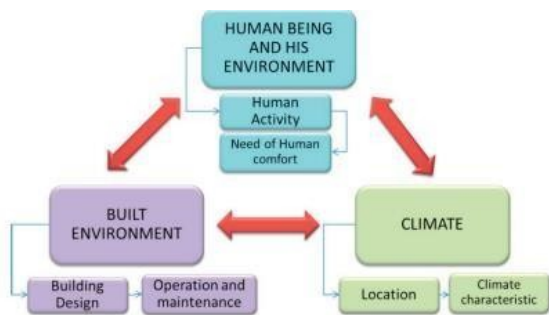 HUMAN BEING
AND HIS
ENVIRONMENT
Human
Activity
Need of Human
comfort
BUILT
ENVIRONMENT
CLIMATE
Building
Design
Operation and
maintenance
Location
Climate
characteristic